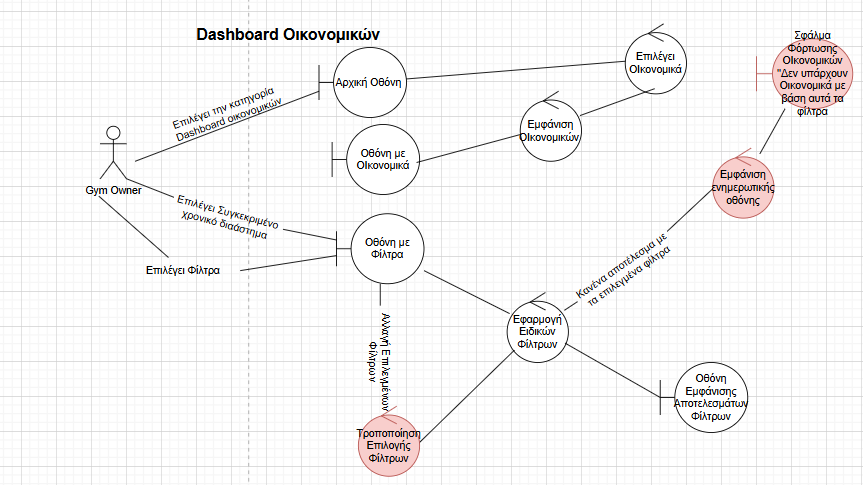 Dashboard Οικονομικών
Αρχική Οθόνη
Επιλέγει
Οικονομικά
Σφάλμα
Φόρτωσης
Οικονομικών
"Δεν υπάρχουν
Οικονομικά με
βάση αυτά τα
φίλτρα
Επιλέγει την κατηγορία
Dashboard οικονομικών
Εμφάνιση
Οικονομικών
Οθόνη με
Οικονομικά
Gym Owner
Εμφάνιση
ενημερωτικής
οθόνης
Επιλέγει Συγκεκριμένο
χρονικό διαάστημα
Οθόνη με
Φίλτρα
Επιλέγει Φίλτρα
Κανένα αποτέλεσμα με
τα επιλεγμένα φίλτρα
Εφαρμογή
Ειδικών
Φίλτρων
Αλλαγή Επιλεγμένων
Φίλτρων
Οθόνη
Εμφάνισης
Αποτελεσμάτων
Φίλτρων
Τροποποίηση
Επιλογής
Φίλτρων